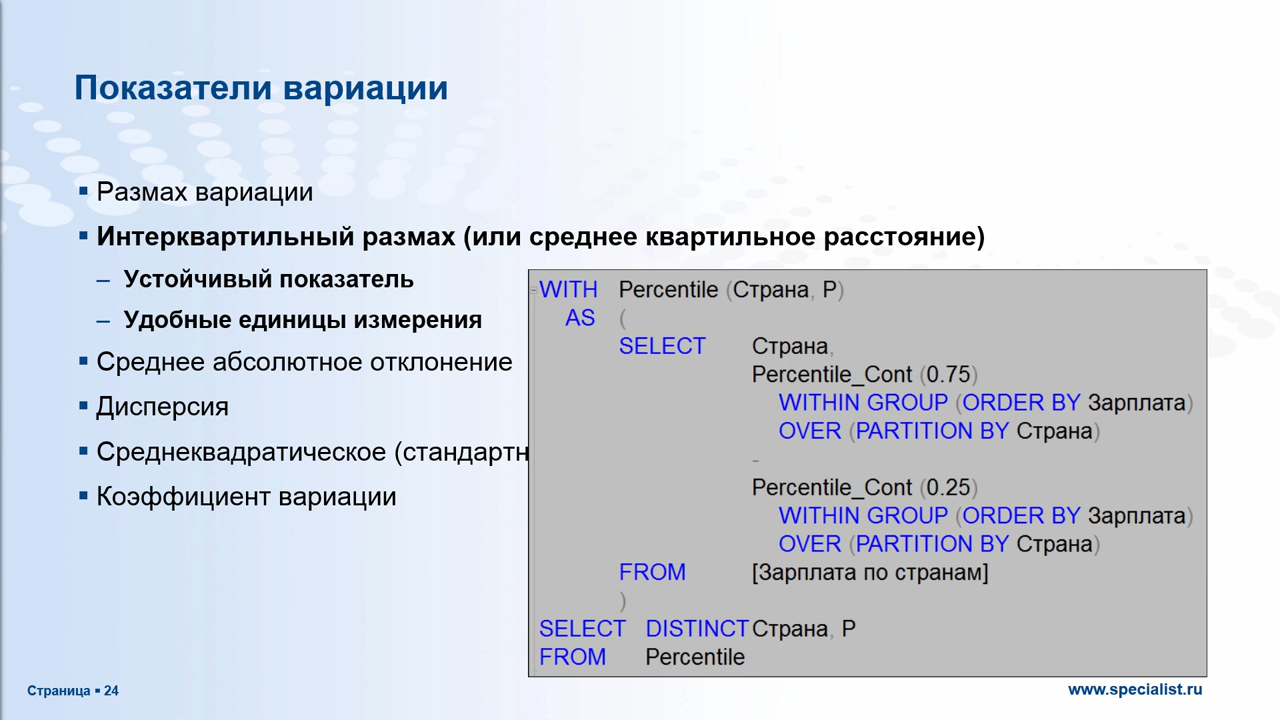 Показатели вариации
▪ Размах вариации
▪ Интерквартильный размах (или среднее квартильное расстояние)
– Устойчивый показатель
– Удобные единицы измерения
▪ Среднее абсолютное отклонение
▪ Дисперсия
▪ Среднеквадратическое (стандартн
▪ Коэффициент вариации
WITH Percentile (Страна, P)
AS (
SELECT Страна,
Percentile_Cont (0.75)
WITHIN GROUP (ORDER BY Зарплата)
OVER (PARTITION BY Страна)
-
Percentile_Cont (0.25)
WITHIN GROUP (ORDER BY Зарплата)
OVER (PARTITION BY Страна)
FROM [Зарплата по странам]
)
SELECT DISTINCT Страна, P
FROM Percentile
Страница ▪ 24
www.specialist.ru